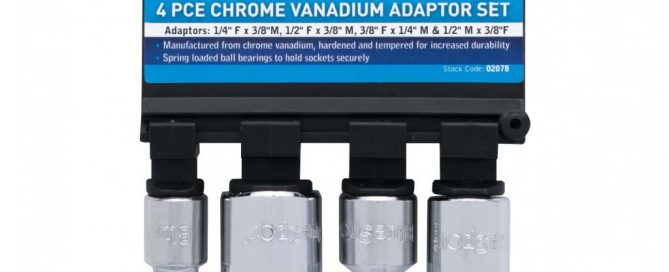 4 PCE CHROME VANADIUM ADAPTOR SET
Adaptors: 1/4" F x 3/8"M, 1/2" F x 3/8" M, 3/8" F x 1/4" M & 1/2" M x 3/8"F
• Manufactured from chrome vanadium, hardened and tempered for increased durability
• Spring loaded ball bearings to hold sockets securely
Stock Code: 02078